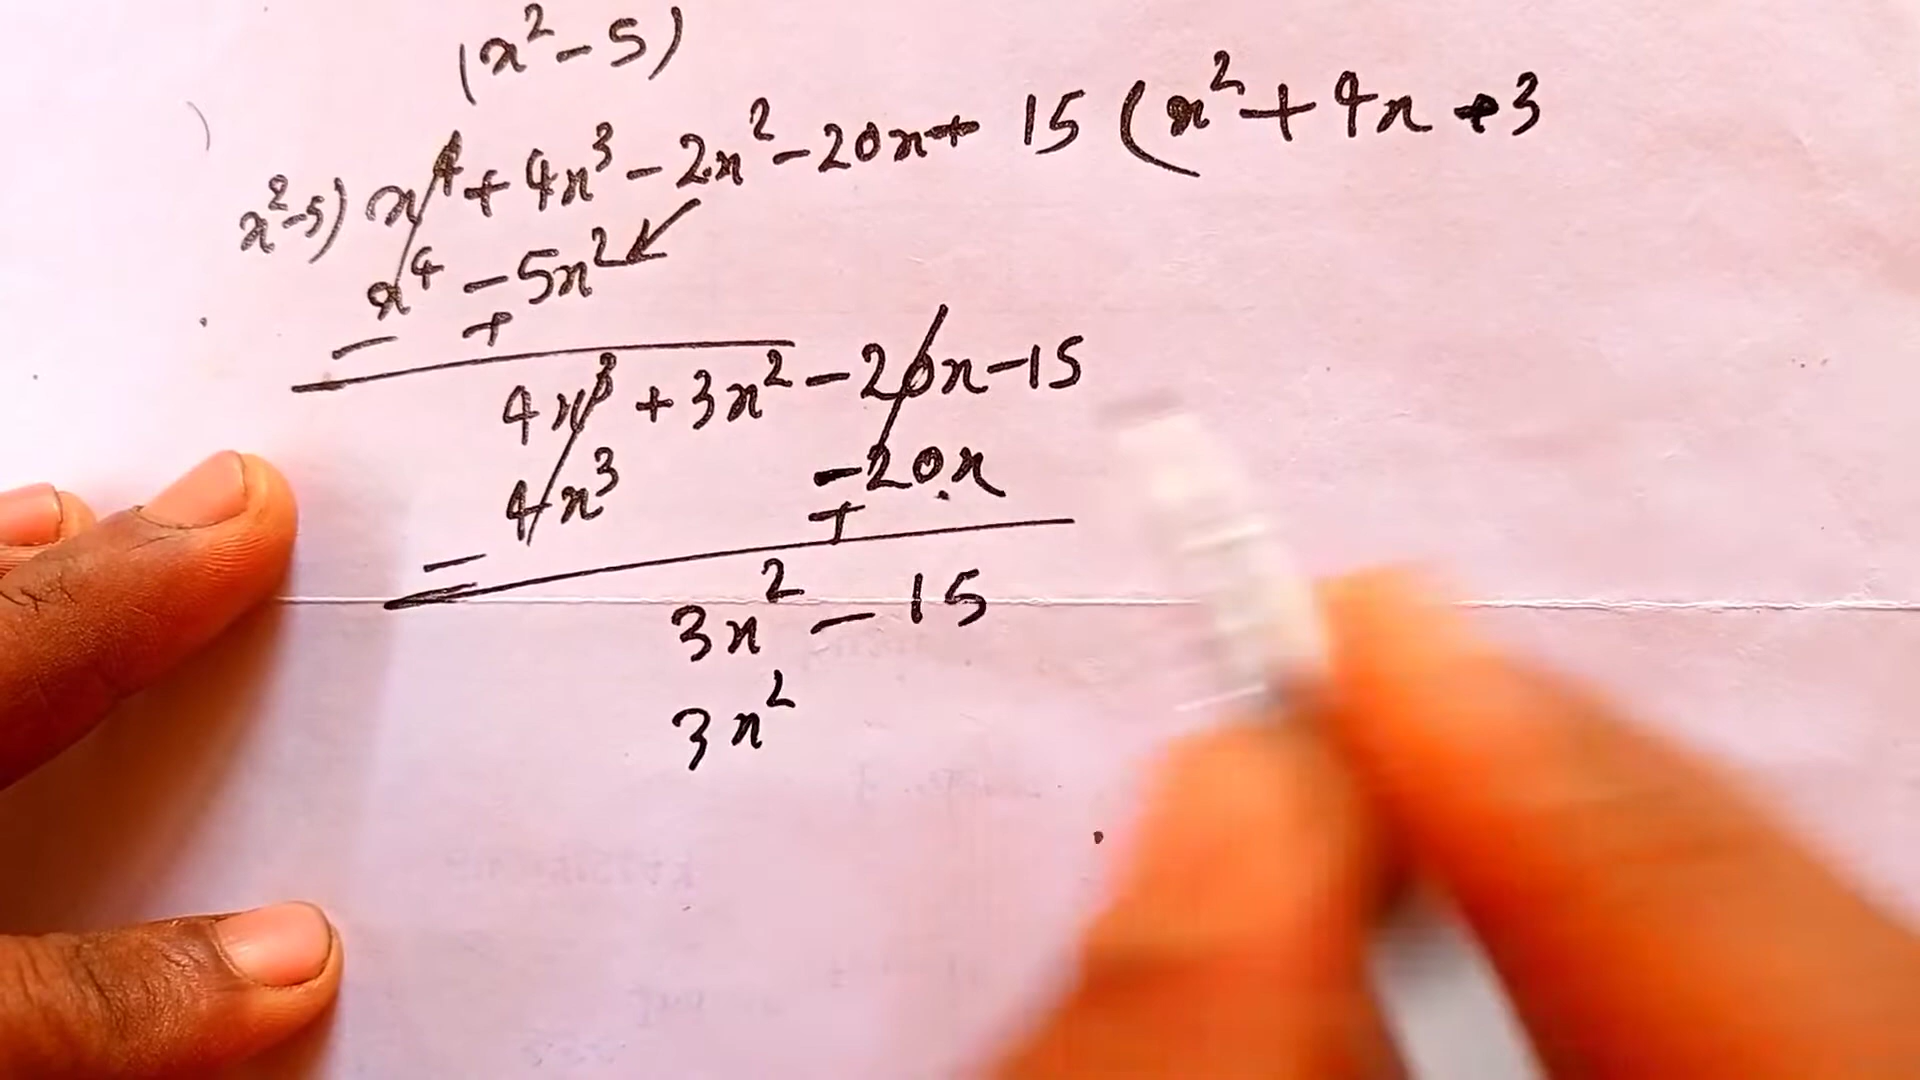 (x²-5)
x²-5) x⁴+4x³-2x²-20x+ 15 (x²+4x+3
x⁴ -5x²
- +
4x³+3x²-20x-15
4x³ -20x
- +
3x²-15
3x²